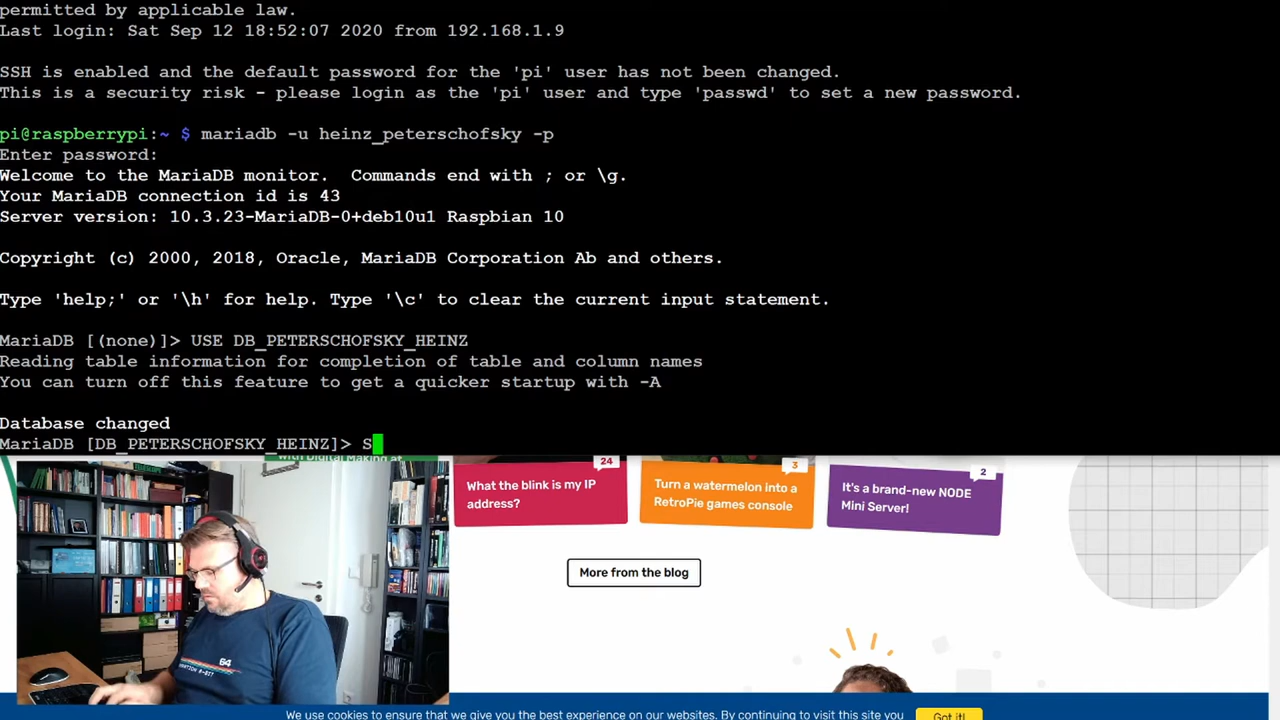 permitted by applicable law.
Last login: Sat Sep 12 18:52:07 2020 from 192.168.1.9
SSH is enabled and the default password for the 'pi' user has not been changed.
This is a security risk - please login as the 'pi' user and type 'passwd' to set a new password.
pi@raspberrypi:~ $ mariadb -u heinz_peterschofsky -p
Enter password:
Welcome to the MariaDB monitor.  Commands end with ; or \g.
Your MariaDB connection id is 43
Server version: 10.3.23-MariaDB-0+deb10u1 Raspbian 10
Copyright (c) 2000, 2018, Oracle, MariaDB Corporation Ab and others.
Type 'help;' or '\h' for help. Type '\c' to clear the current input statement.
MariaDB [(none)]> USE DB_PETERSCHOFSKY_HEINZ
Reading table information for completion of table and column names
You can turn off this feature to get a quicker startup with -A
Database changed
MariaDB [DB_PETERSCHOFSKY_HEINZ]> S
with Digital Making at...
24
What the blink is my IP
address?
3
Turn a watermelon into a
RetroPie games console
2
It's a brand-new NODE
Mini Server!
More from the blog
64
We use cookies to ensure that we give you the best experience on our websites. By continuing to visit this site you
Got it!